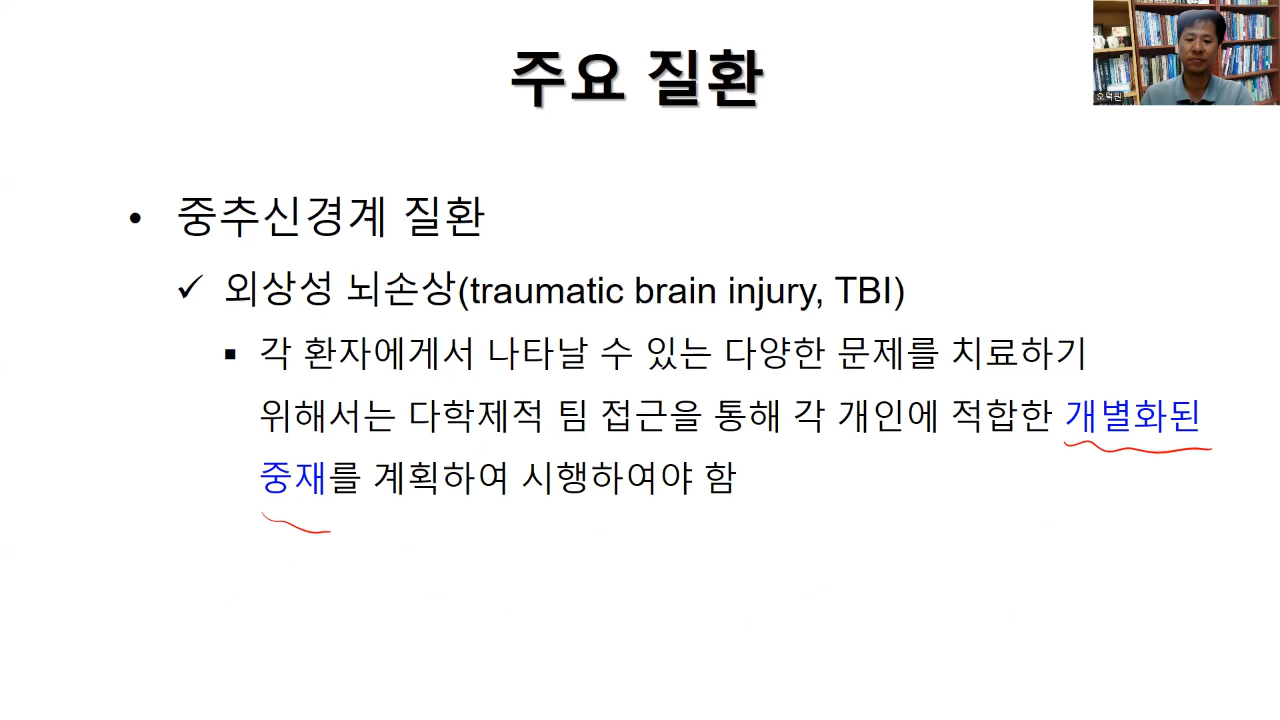 주요 질환
오덕원
• 중추신경계 질환
✓ 외상성 뇌손상(traumatic brain injury, TBI)
▪ 각 환자에게서 나타날 수 있는 다양한 문제를 치료하기
위해서는 다학제적 팀 접근을 통해 각 개인에 적합한 개별화된
중재를 계획하여 시행하여야 함